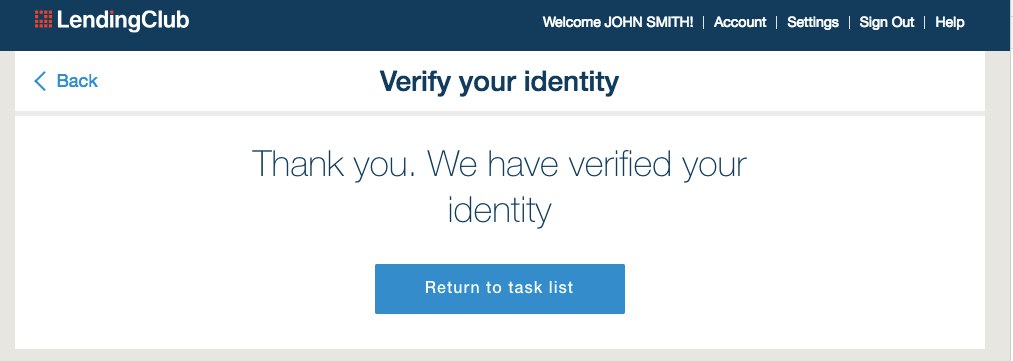 LendingClub
Welcome JOHN SMITH! | Account | Settings | Sign Out | Help
Back
Verify your identity
Thank you. We have verified your
identity
Return to task list